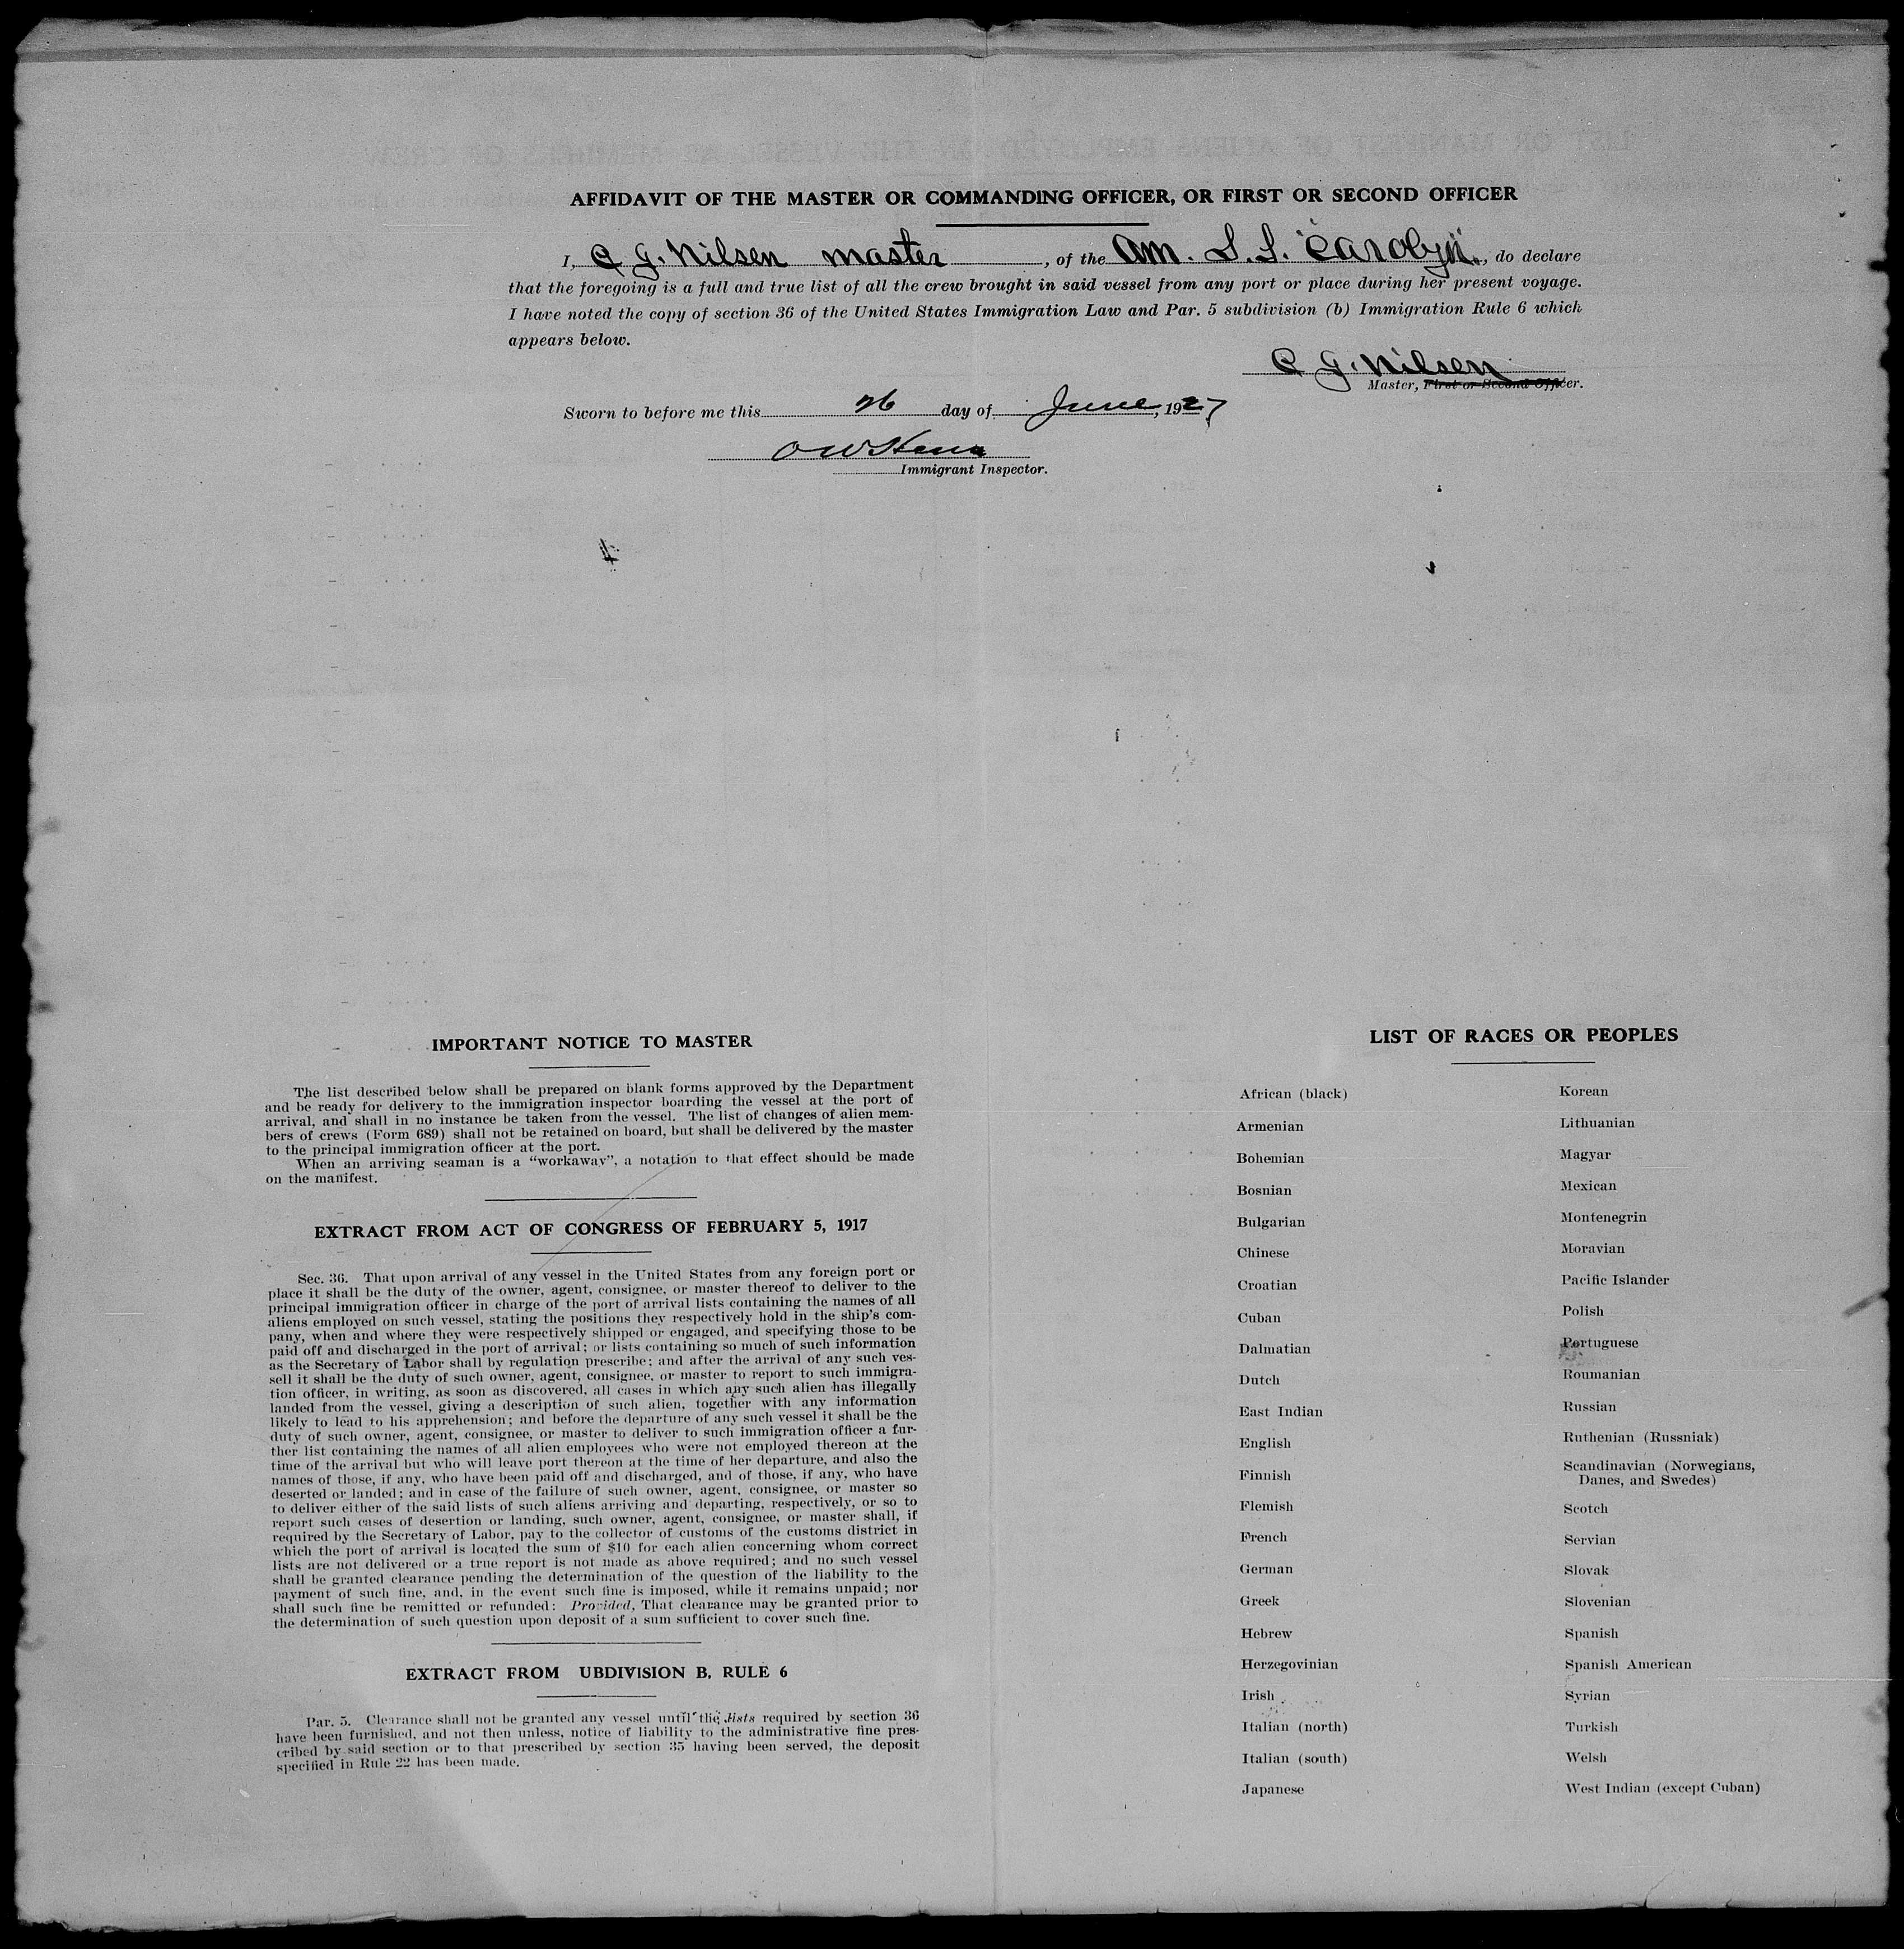 AFFIDAVIT OF THE MASTER OR COMMANDING OFFICER, OR FIRST OR SECOND OFFICER
I, C. G. Nilsen master, of the Am. S.S. "Carolyn", do declare
that the foregoing is a full and true list of all the crew brought in said vessel from any port or place during her present voyage.
I have noted the copy of section 36 of the United States Immigration Law and Par. 5 subdivision (b) Immigration Rule 6 which
appears below.
C. G. Nilsen
Master, First or Second Officer.
Sworn to before me this 26 day of June, 1927
Immigrant Inspector.
IMPORTANT NOTICE TO MASTER
The list described below shall be prepared on blank forms approved by the Department
and be ready for delivery to the immigration inspector boarding the vessel at the port of
arrival, and shall in no instance be taken from the vessel. The list of changes of alien mem-
bers of crews (Form 689) shall not be retained on board, but shall be delivered by the master
to the principal immigration officer at the port.
When an arriving seaman is a "workaway", a notation to that effect should be made
on the manifest.
EXTRACT FROM ACT OF CONGRESS OF FEBRUARY 5, 1917
Sec. 36. That upon arrival of any vessel in the United States from any foreign port or
place it shall be the duty of the owner, agent, consignee, or master thereof to deliver to the
principal immigration officer in charge of the port of arrival lists containing the names of all
aliens employed on such vessel, stating the positions they respectively hold in the ship's com-
pany, when and where they were respectively shipped or engaged, and specifying those to be
paid off and discharged in the port of arrival; or lists containing so much of such information
as the Secretary of Labor shall by regulation prescribe; and after the arrival of any such ves-
sell it shall be the duty of such owner, agent, consignee, or master to report to such immigra-
tion officer, in writing, as soon as discovered, all cases in which any such alien has illegally
landed from the vessel, giving a description of such alien, together with any information
likely to lead to his apprehension; and before the departure of any such vessel it shall be the
duty of such owner, agent, consignee, or master to deliver to such immigration officer a fur-
ther list containing the names of all alien employees who were not employed thereon at the
time of the arrival but who will leave port thereon at the time of her departure, and also the
names of those, if any, who have been paid off and discharged, and of those, if any, who have
deserted or landed; and in case of the failure of such owner, agent, consignee, or master so
to deliver either of the said lists of such aliens arriving and departing, respectively, or so to
report such cases of desertion or landing, such owner, agent, consignee, or master shall, if
required by the Secretary of Labor, pay to the collector of customs of the customs district in
which the port of arrival is located the sum of $10 for each alien concerning whom correct
lists are not delivered or a true report is not made as above required; and no such vessel
shall be granted clearance pending the determination of the question of the liability to the
payment of such fine, and, in the event such fine is imposed, while it remains unpaid; nor
shall such fine be remitted or refunded: Provided, That clearance may be granted prior to
the determination of such question upon deposit of a sum sufficient to cover such fine.
EXTRACT FROM UBDIVISION B, RULE 6
Par. 5. Clearance shall not be granted any vessel until the lists required by section 36
have been furnished, and not then unless, notice of liability to the administrative fine pres-
cribed by said section or to that prescribed by section 35 having been served, the deposit
specified in Rule 22 has been made.
LIST OF RACES OR PEOPLES
African (black)
Armenian
Bohemian
Bosnian
Bulgarian
Chinese
Croatian
Cuban
Dalmatian
Dutch
East Indian
English
Finnish
Flemish
French
German
Greek
Hebrew
Herzegovinian
Irish
Italian (north)
Italian (south)
Japanese
Korean
Lithuanian
Magyar
Mexican
Montenegrin
Moravian
Pacific Islander
Polish
Portuguese
Roumanian
Russian
Ruthenian (Russniak)
Scandinavian (Norwegians,
Danes, and Swedes)
Scotch
Servian
Slovak
Slovenian
Spanish
Spanish American
Syrian
Turkish
Welsh
West Indian (except Cuban)